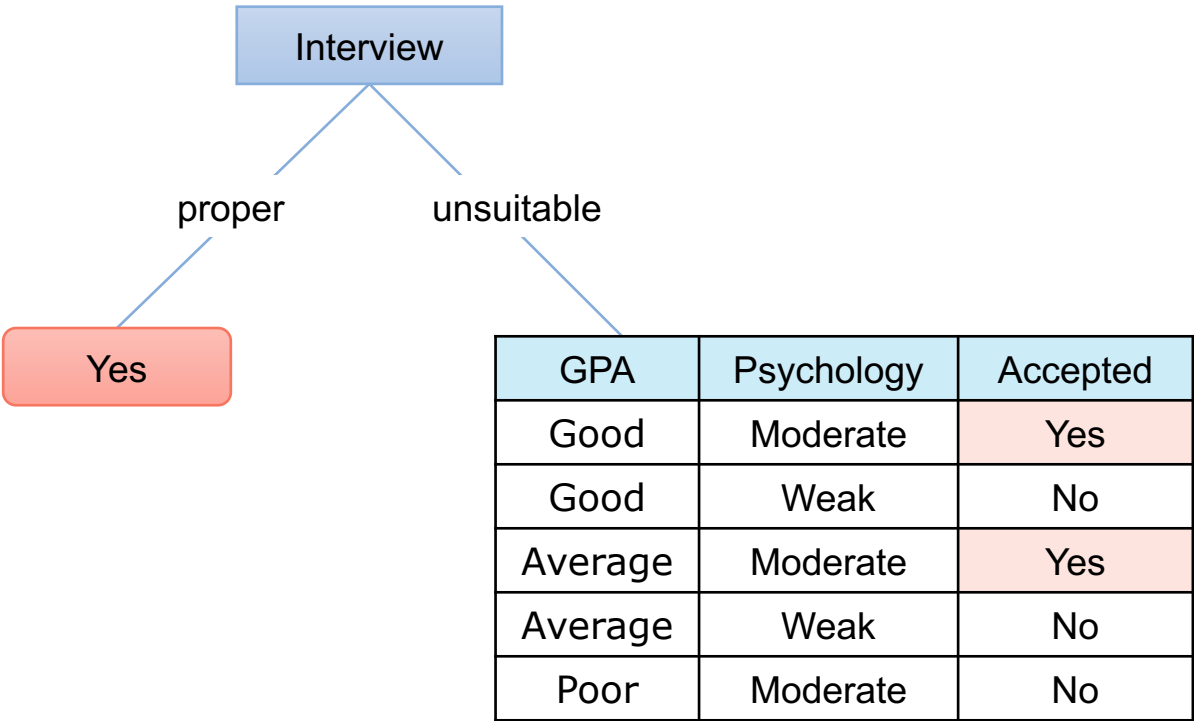 Interview
proper unsuitable
Yes
GPA Psychology Accepted
Good Moderate Yes
Good Weak No
Average Moderate Yes
Average Weak No
Poor Moderate No